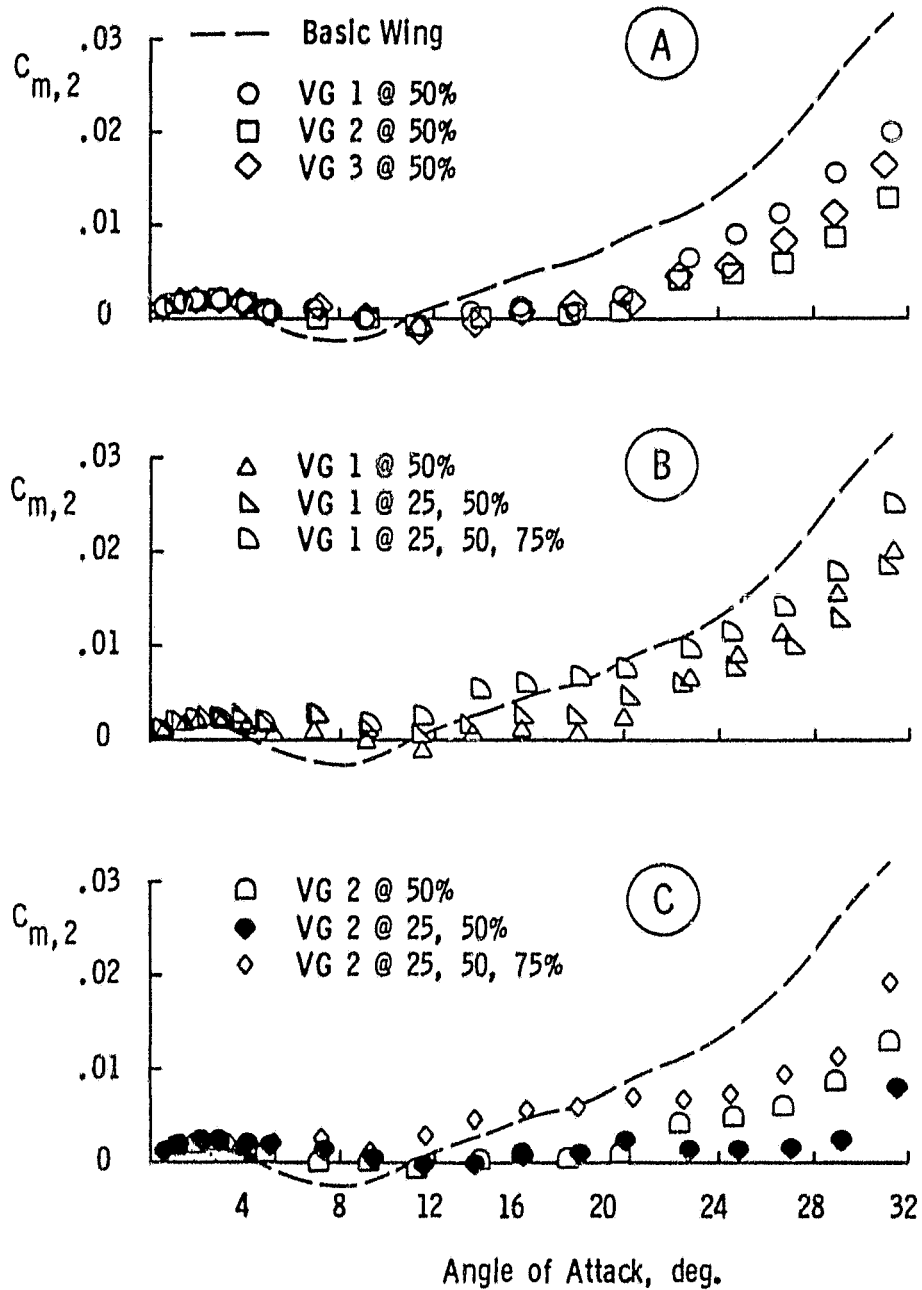 .03
C m,2
.02
.01
0
— — Basic Wing
VG 1 @ 50%
VG 2 @ 50%
VG 3 @ 50%
A
.03
C m,2
.02
.01
0
VG 1 @ 50%
VG 1 @ 25, 50%
VG 1 @ 25, 50, 75%
B
.03
C m,2
.02
.01
0
VG 2 @ 50%
VG 2 @ 25, 50%
VG 2 @ 25, 50, 75%
C
4 8 12 16 20 24 28 32
Angle of Attack, deg.